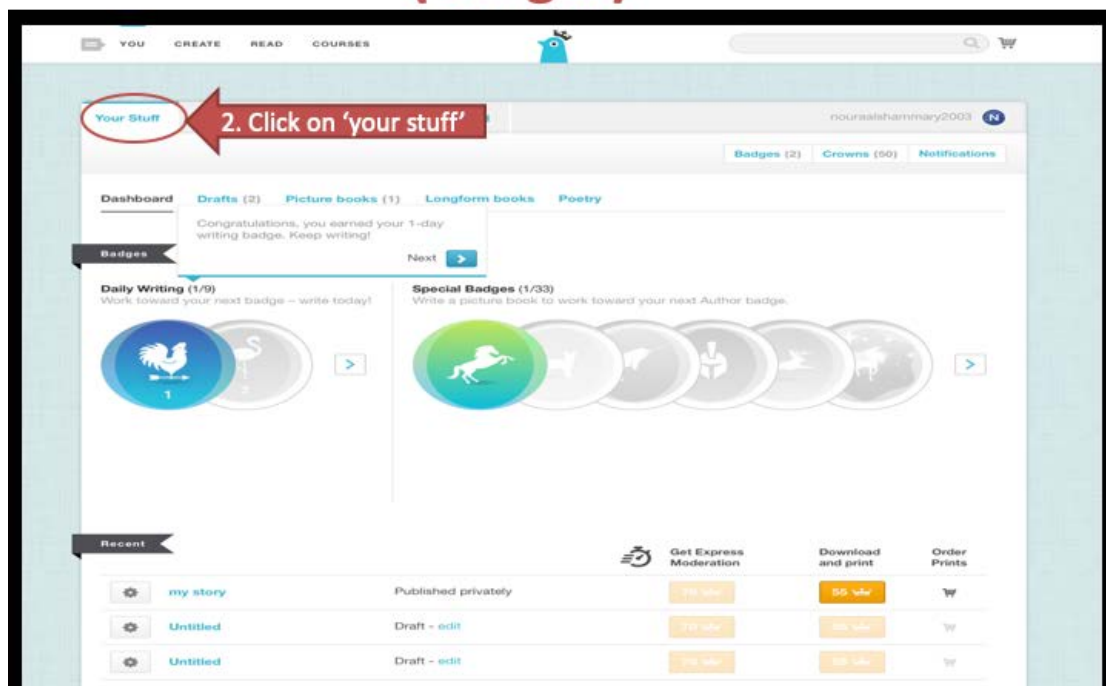 YOU CREATE READ COURSES
Your Stuff
2. Click on ‘your stuff’
nouraalshammary2003 N
Badges (2) Crowns (50) Notifications
Dashboard Drafts (2) Picture books (1) Longform books Poetry
Congratulations, you earned your 1-day
writing badge. Keep writing!
Next
Badges
Daily Writing (1/9)
Work toward your next badge – write today!
Special Badges (1/33)
Write a picture book to work toward your next Author badge.
1
Recent
Get Express
Moderation
Download
and print
Order
Prints
my story Published privately 55
Untitled Draft - edit
Untitled Draft - edit